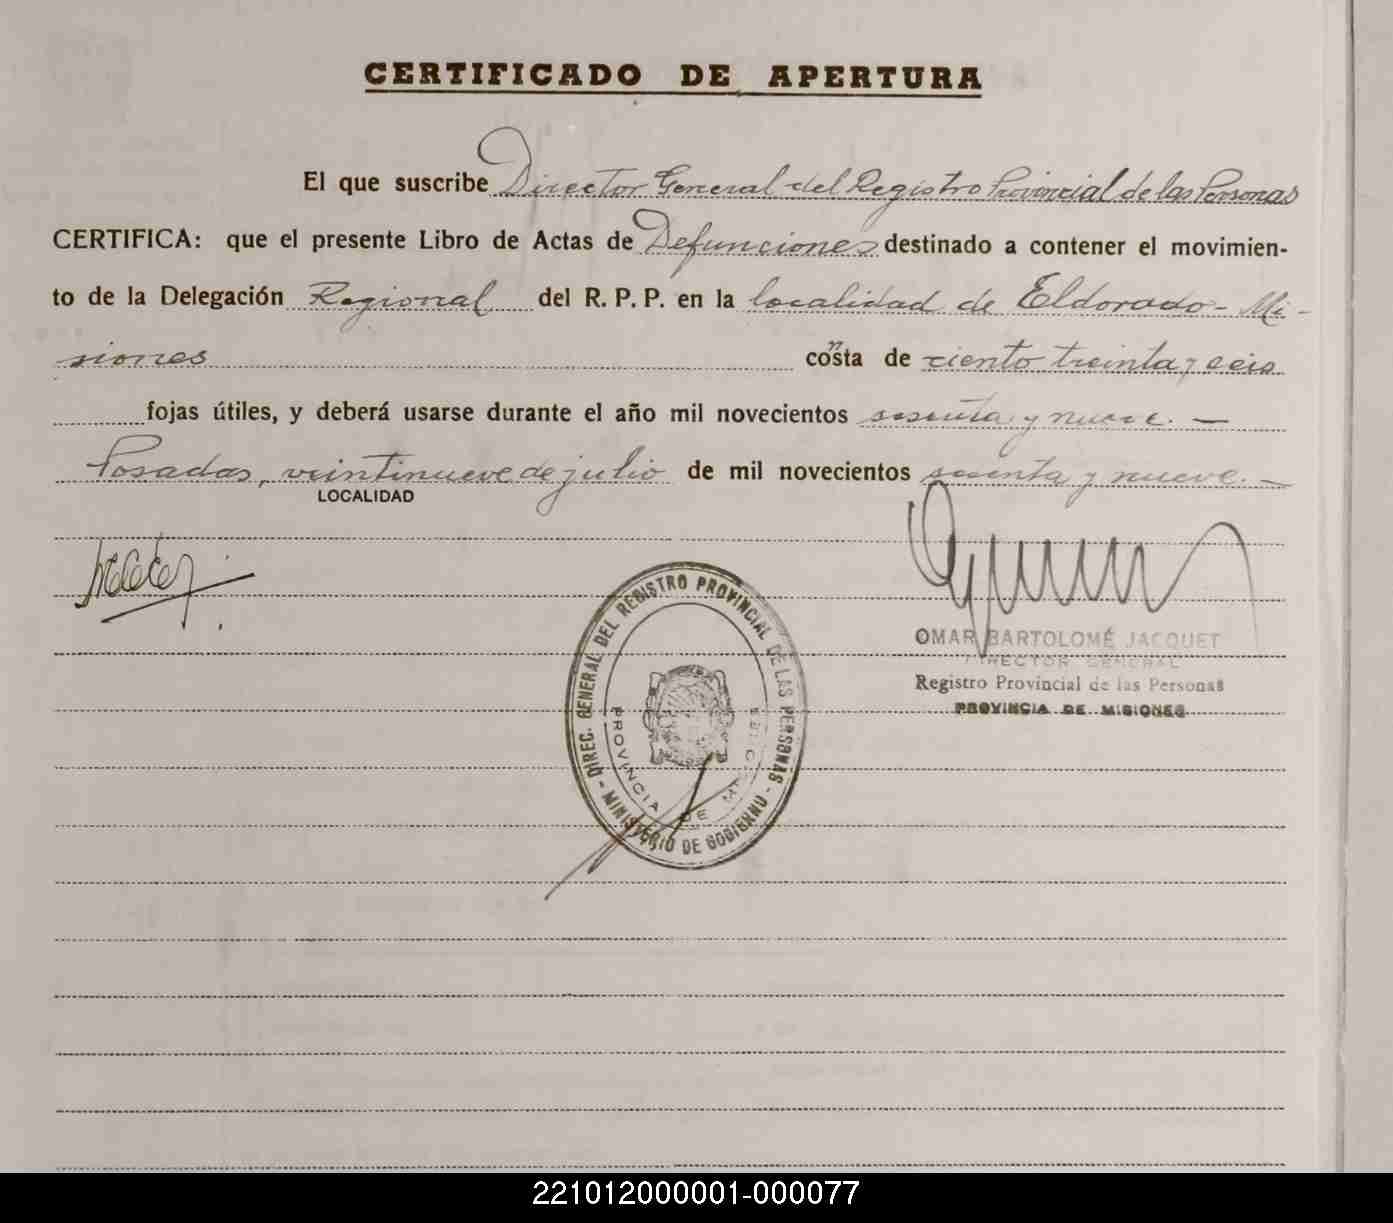 CERTIFICADO DE APERTURA
El que suscribe Director General del Registro Provincial de las Personas
CERTIFICA: que el presente Libro de Actas de Defunciones destinado a contener el movimien-
to de la Delegación Regional del R. P. P. en la localidad de Eldorado - Mi-
siones consta de ciento treinta y seis
fojas útiles, y deberá usarse durante el año mil novecientos sesenta y nueve. —
Posadas, veintinueve de julio de mil novecientos sesenta y nueve. —
LOCALIDAD
OMAR BARTOLOMÉ JACQUET
DIRECTOR GENERAL
Registro Provincial de las Personas
PROVINCIA DE MISIONES
DIREC. GENERAL DEL REGISTRO PROVINCIAL DE LAS PERSONAS - MINISTERIO DE GOBIERNO -
PROVINCIA DE MISIONES
221012000001-000077